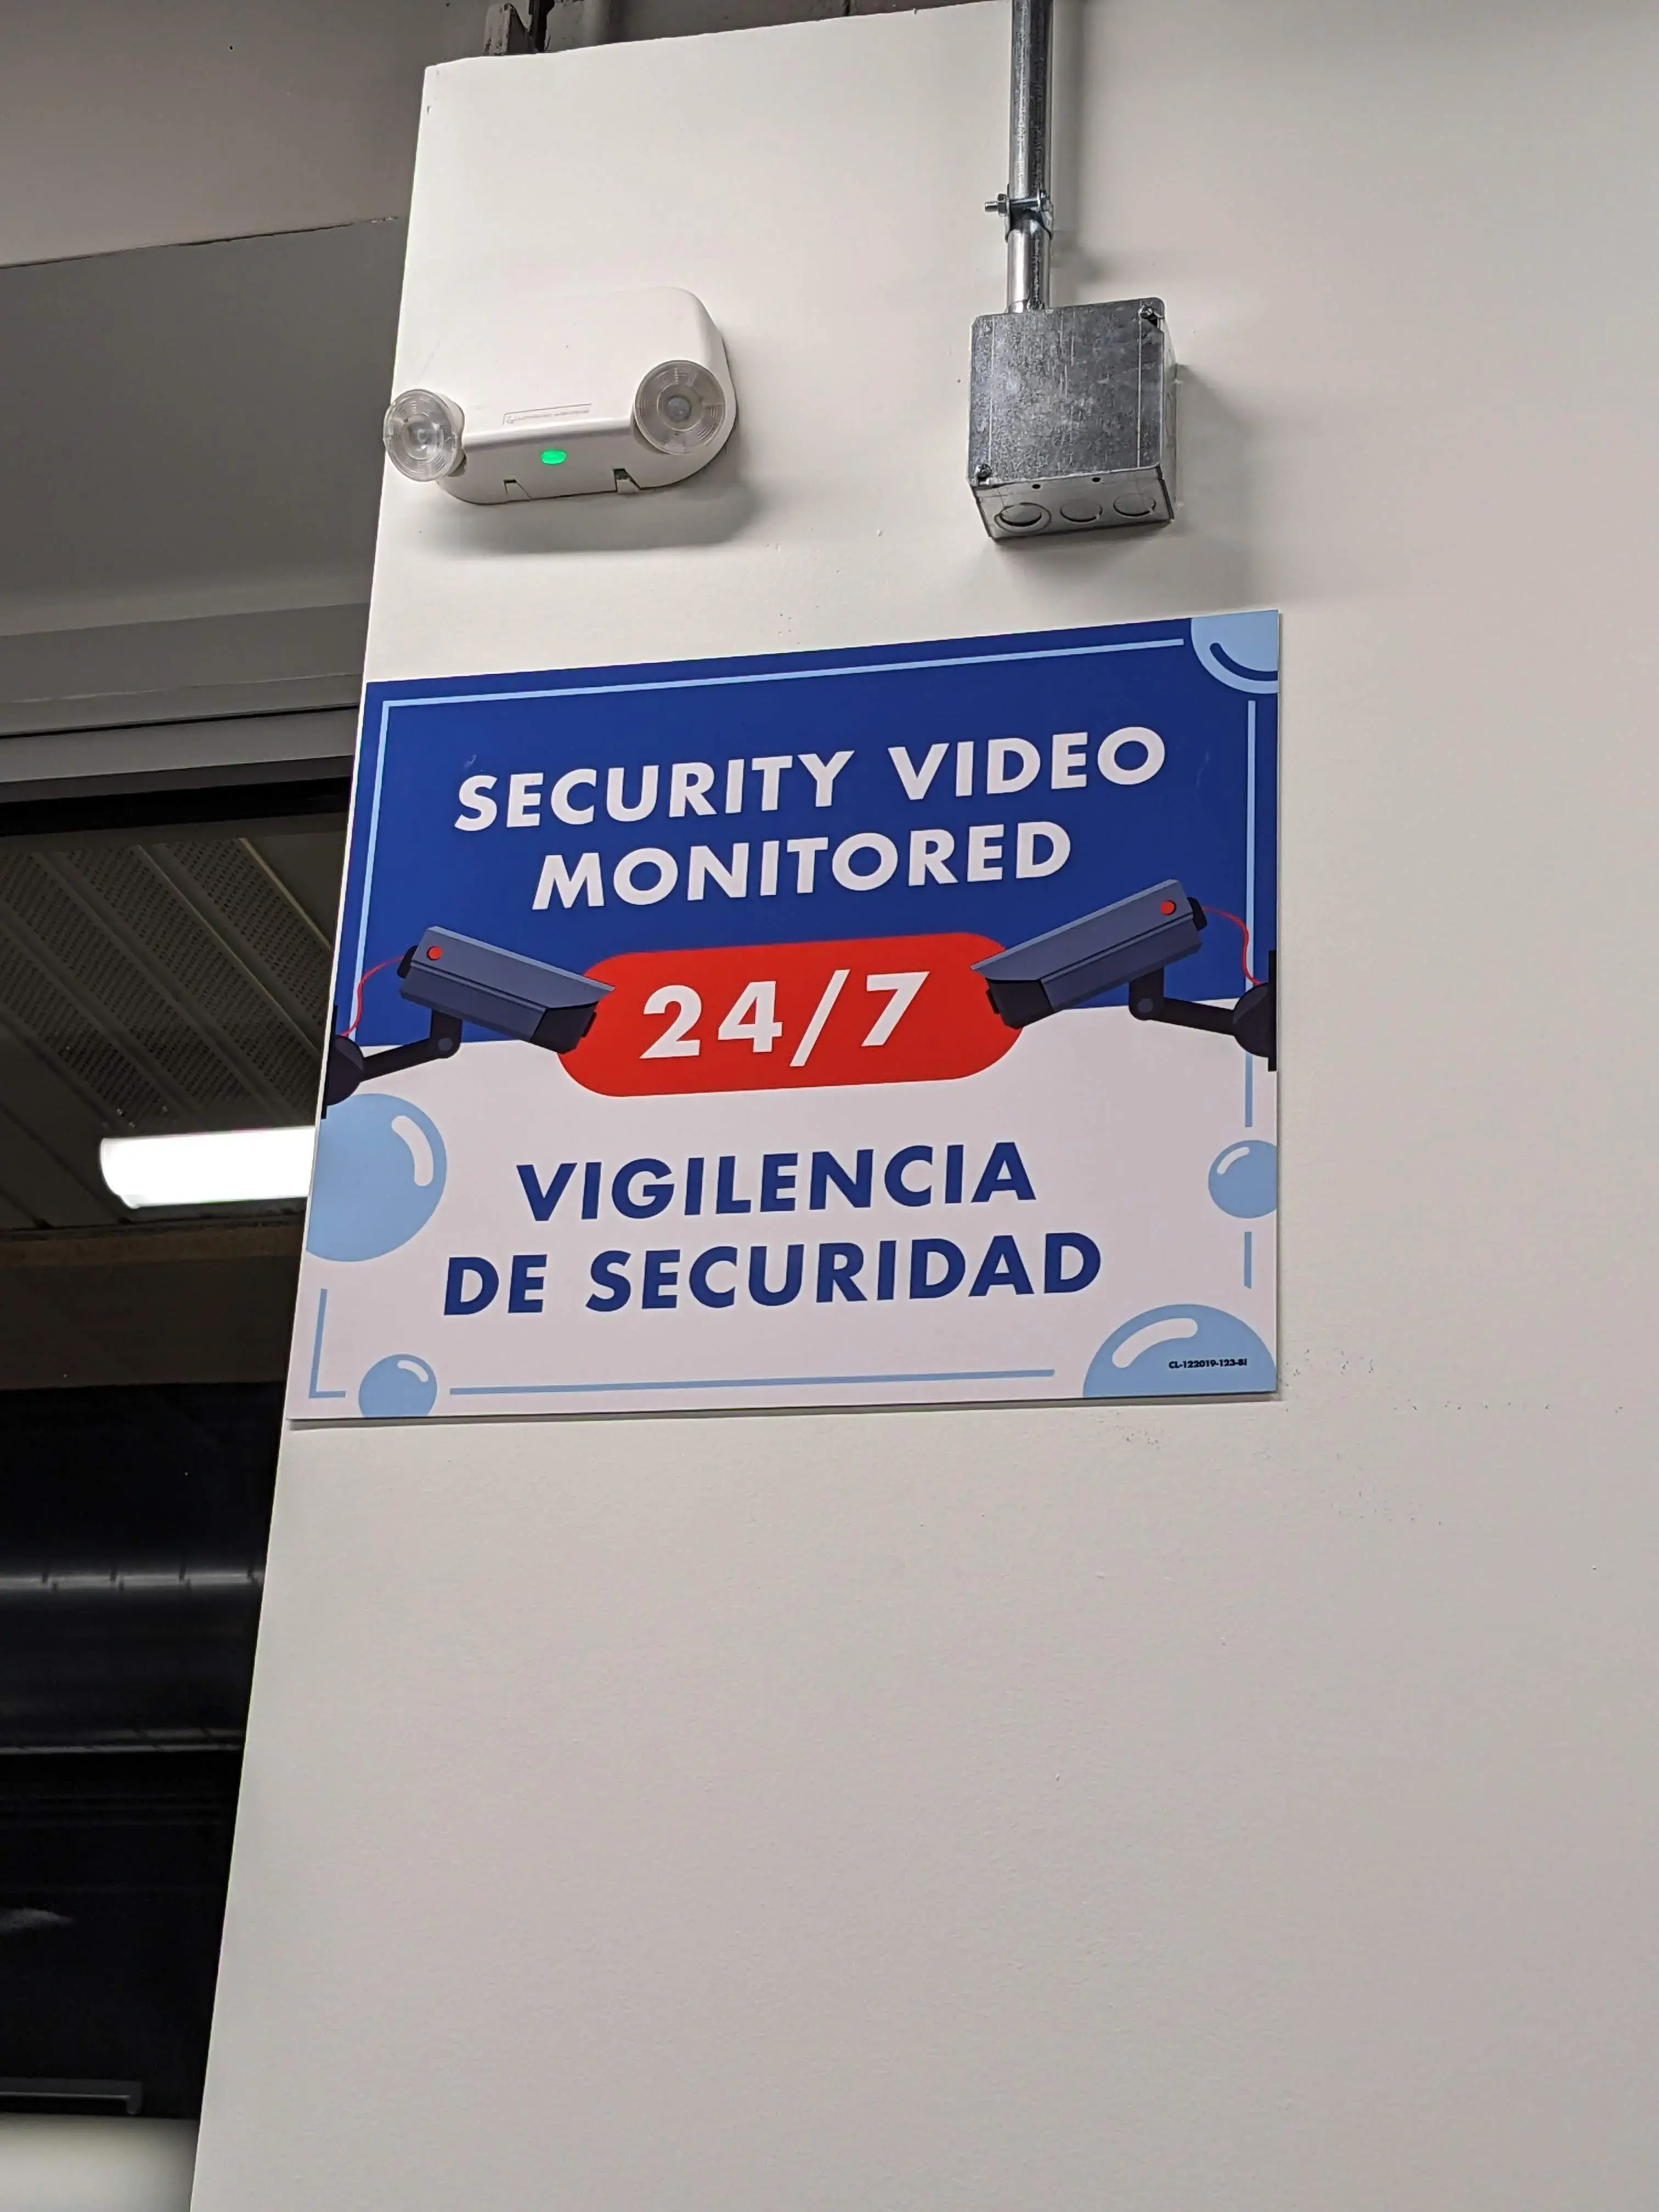 SECURITY VIDEO
MONITORED
24/7
VIGILENCIA
DE SECURIDAD
CL-122019-123-BI